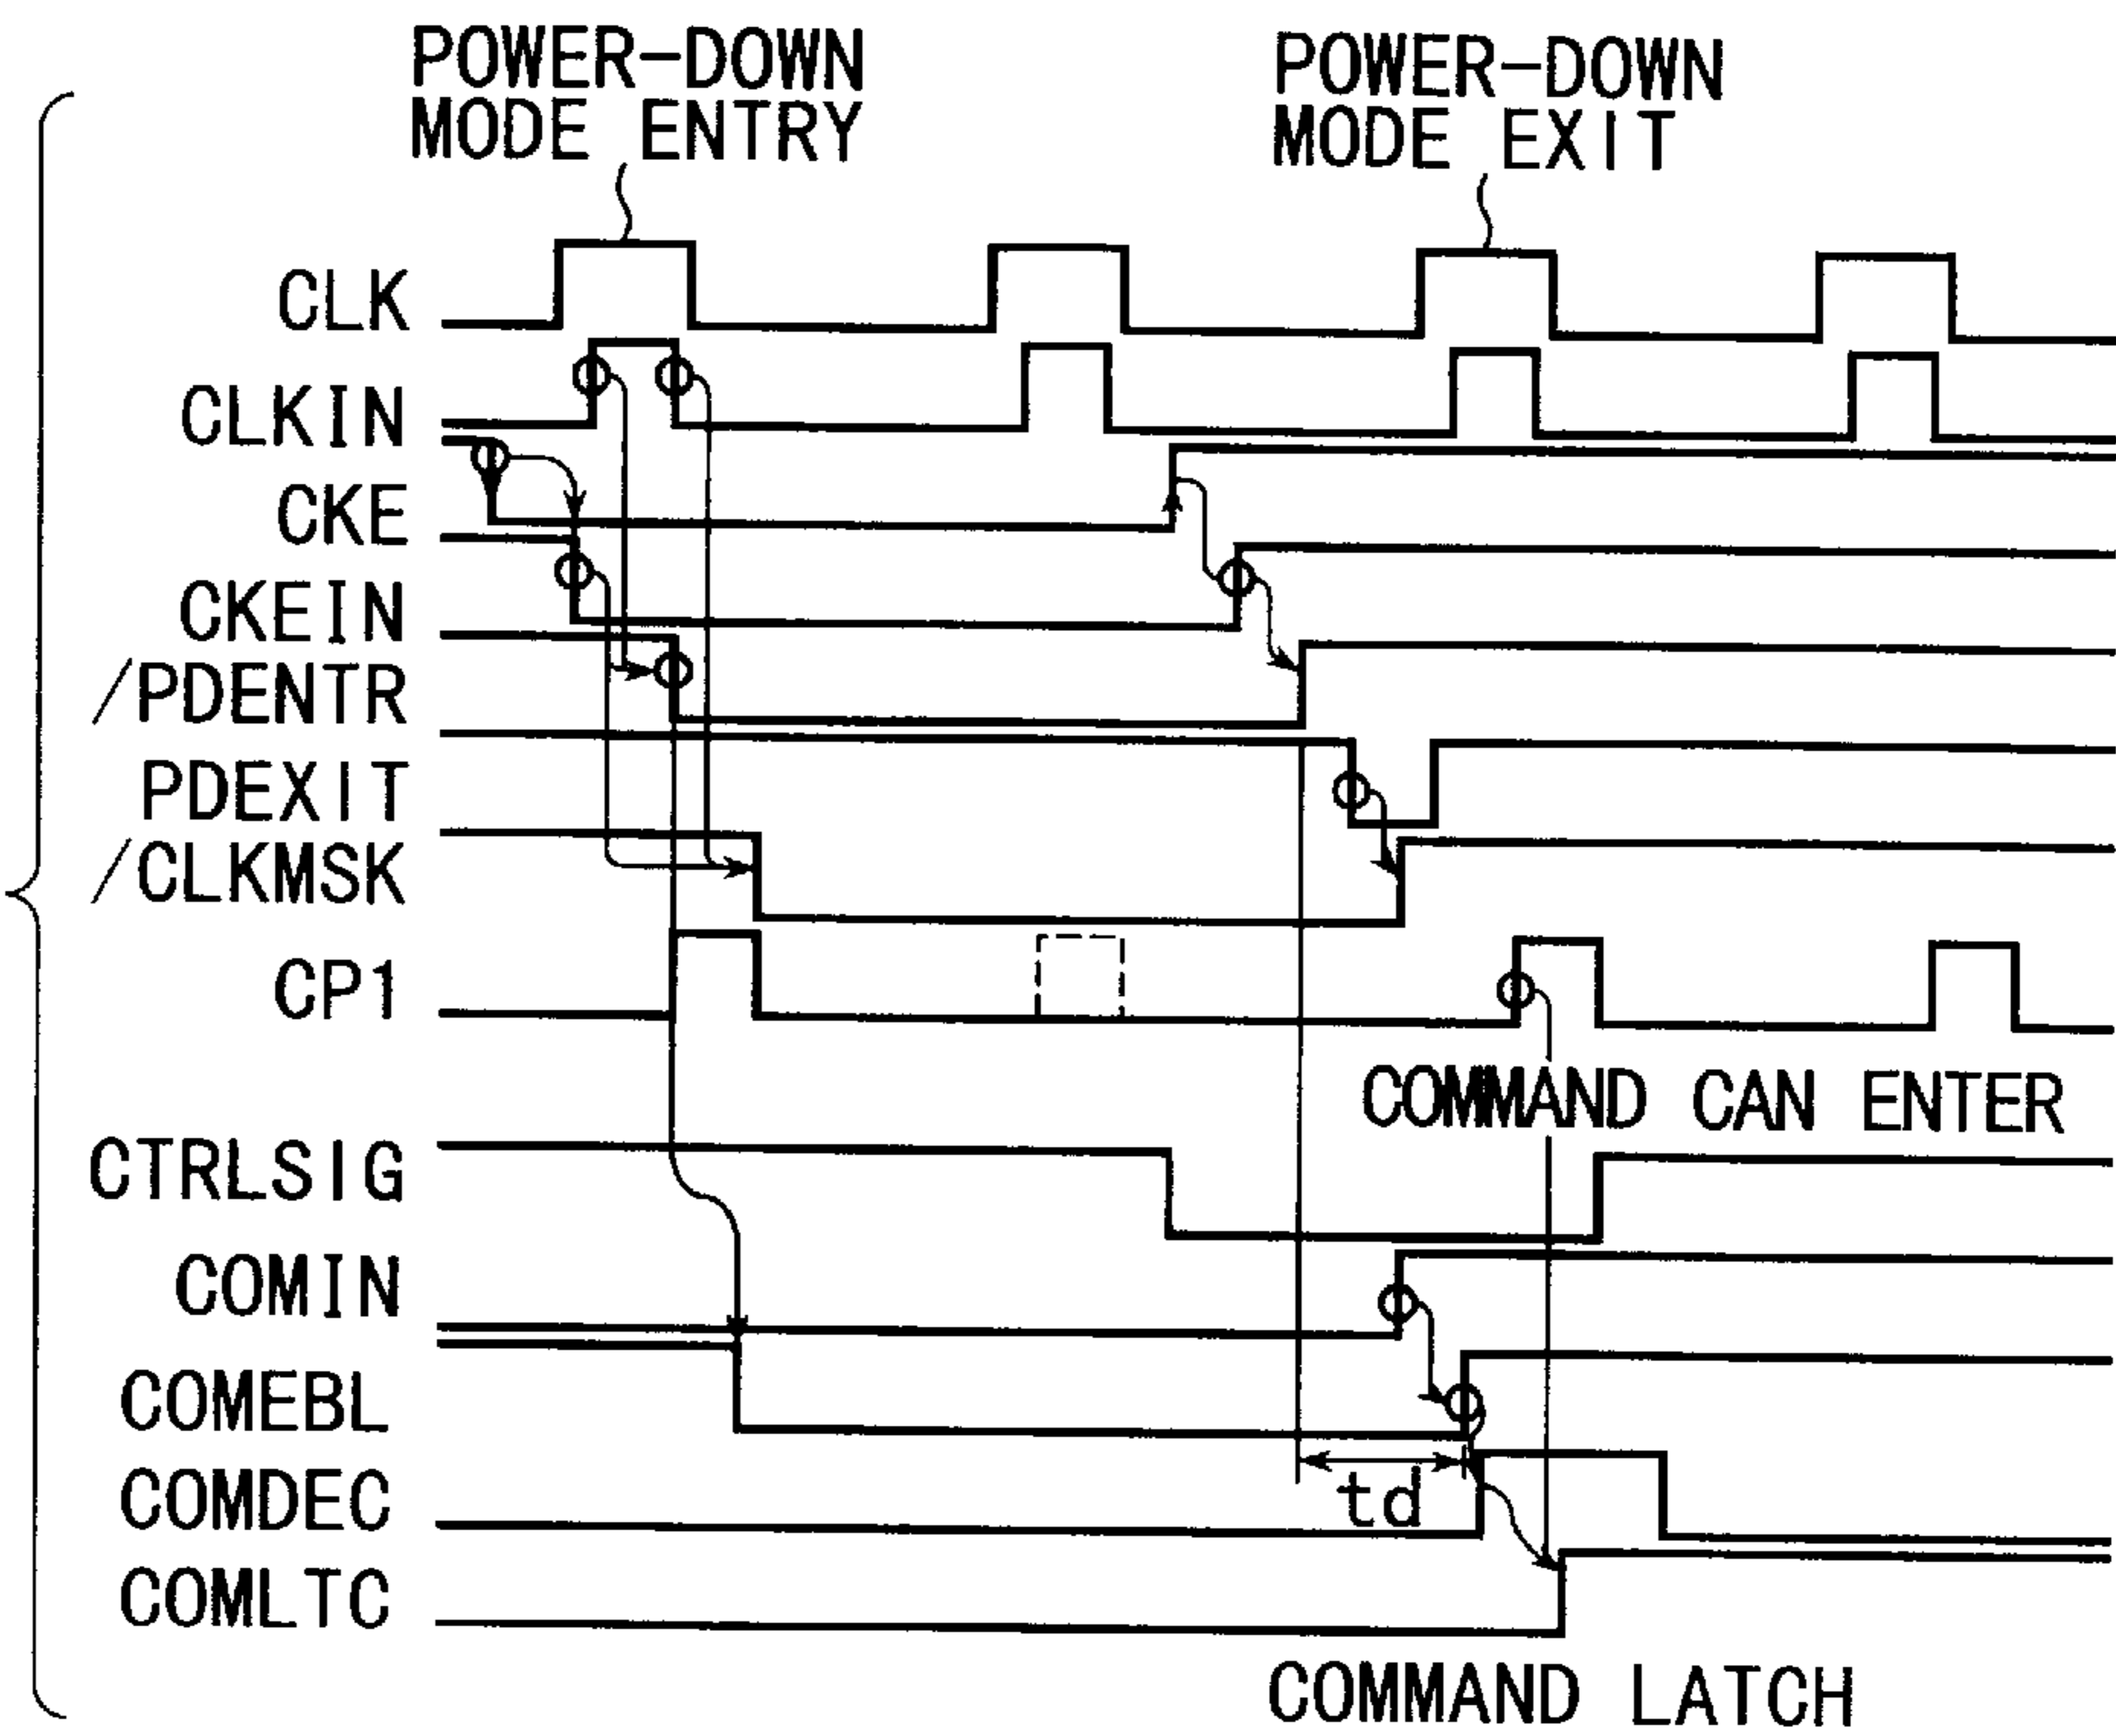 POWER-DOWN
MODE ENTRY
POWER-DOWN
MODE EXIT
CLK
CLKIN
CKE
CKEIN
/PDENTR
PDEXIT
/CLKMSK
CP1
COMMAND CAN ENTER
CTRLSIG
COMIN
COMEBL
td
COMDEC
COMLTC
COMMAND LATCH